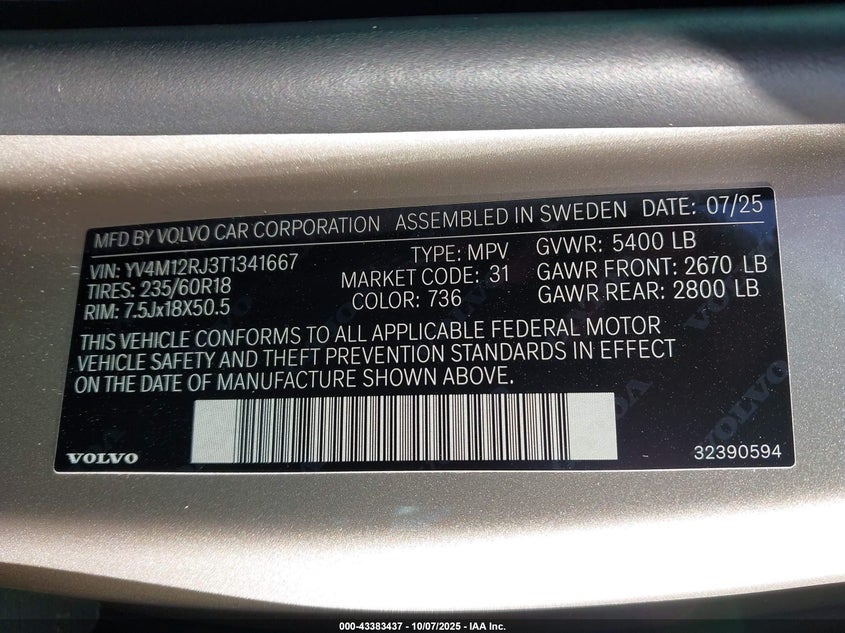 MFD BY VOLVO CAR CORPORATION ASSEMBLED IN SWEDEN DATE: 07/25
VIN: YV4M12RJ3T1341667 TYPE: MPV GVWR: 5400 LB
TIRES: 235/60R18 MARKET CODE: 31 GAWR FRONT: 2670 LB
RIM: 7.5Jx18X50.5 COLOR: 736 GAWR REAR: 2800 LB
THIS VEHICLE CONFORMS TO ALL APPLICABLE FEDERAL MOTOR
VEHICLE SAFETY AND THEFT PREVENTION STANDARDS IN EFFECT
ON THE DATE OF MANUFACTURE SHOWN ABOVE.
VOLVO
VOLVO
VOLVO
VOLVO 32390594
000-43383437 - 10/07/2025 - IAA Inc.